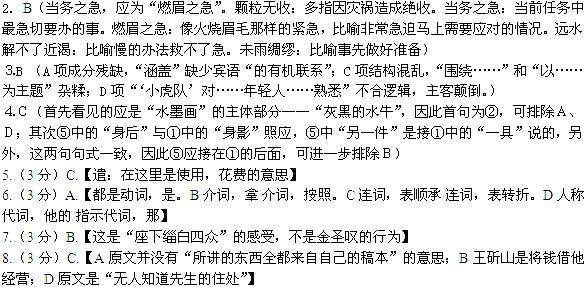 2. B（当务之急，应为“燃眉之急”。颗粒无收：多指因灾祸造成绝收。当务之急：当前任务中
最急切要办的事。燃眉之急：像火烧眉毛那样的紧急，比喻非常急迫马上需要应对的情况。远水
解不了近渴：比喻慢的办法救不了急。未雨绸缪：比喻事先做好准备）
3.B （A项成分残缺，“涵盖”缺少宾语“的有机联系”；C项结构混乱，“围绕……”和“以……
为主题”杂糅；D项“‘小虎队’对……年轻人……熟悉”不合逻辑，主客颠倒。）
4.C（首先看见的应是“水墨画”的主体部分——“灰黑的水牛”，因此首句为②，可排除A、
D；其次⑤中的“身后”与①中的“身影”照应，⑤中“另一件”是接①中的“一具”说的，另
外，这两句句式一致，因此⑤应接在①的后面，可进一步排除B）
5.（3分）C.【遣：在这里是使用，花费的意思】
6.（3分）A.【都是动词，是。B介词，拿 介词，按照。C连词，表顺承 连词，表转折。D人称
代词，他的 指示代词，那】
7.（3分）B.【这是“座下缁白四众”的感受，不是金圣叹的行为】
8.（3分）C.【A原文并没有“所讲的东西全都来自自己的稿本”的意思；B王斫山是将钱借他
经营；D原文是“无人知道先生的住处”】